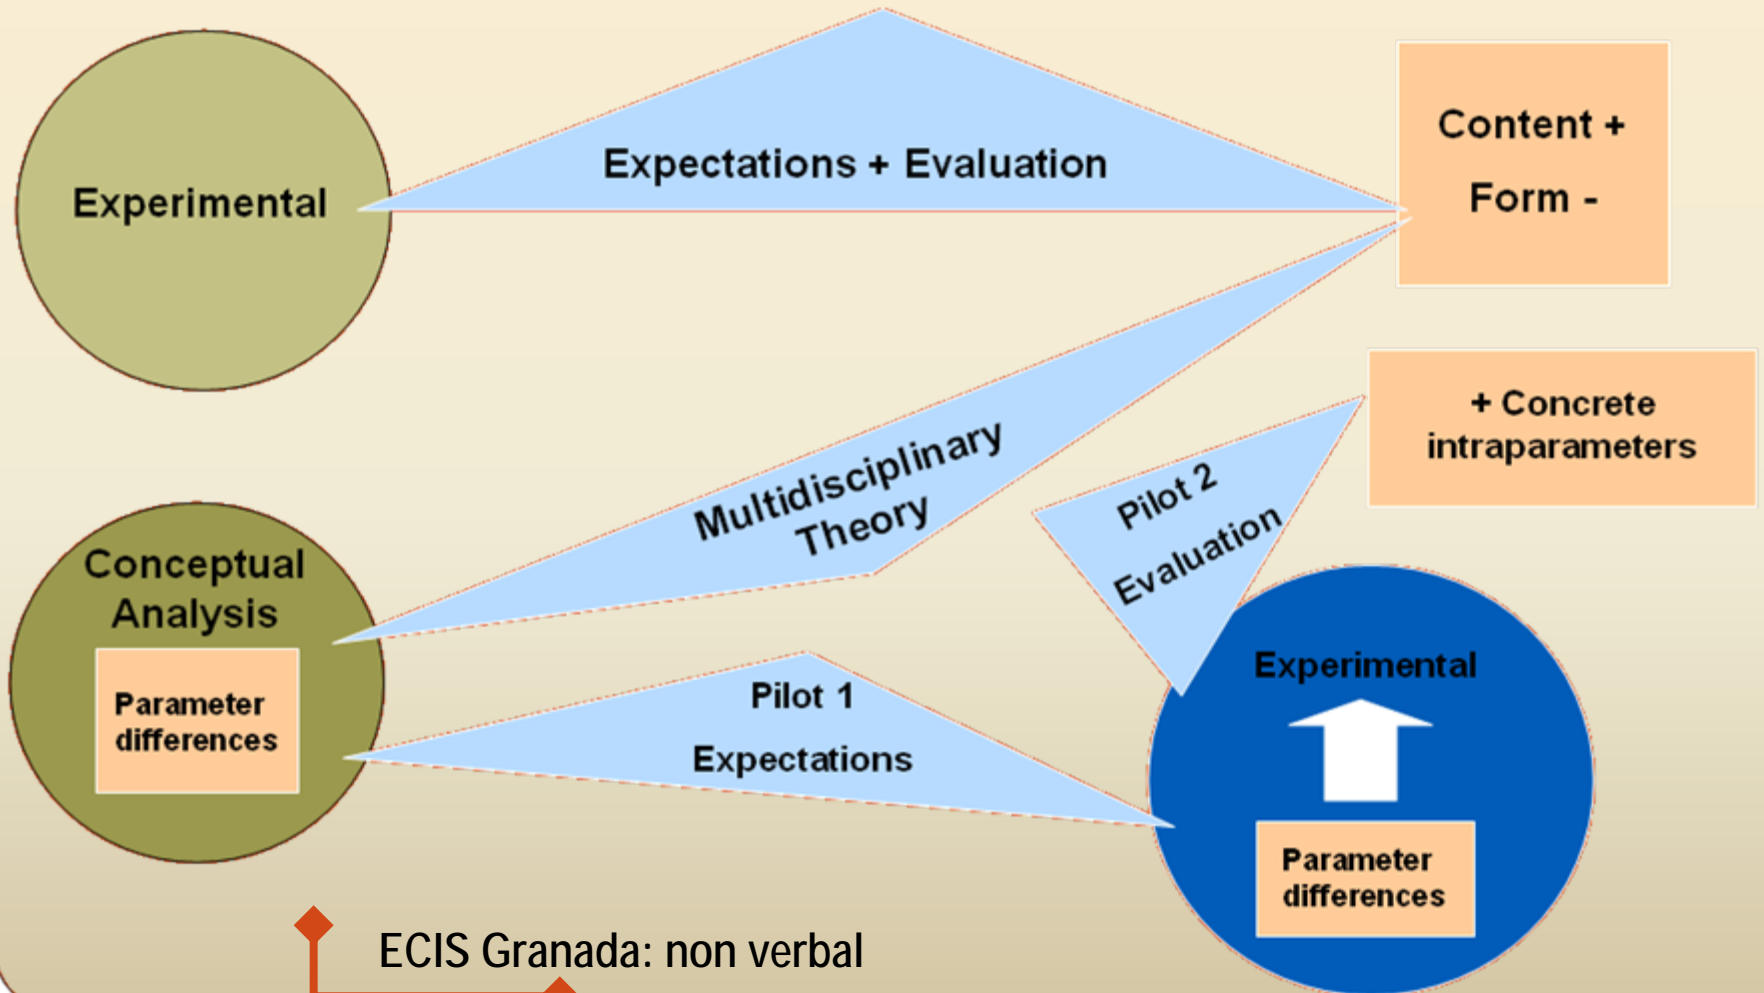 Experimental
Expectations + Evaluation
Content +
Form -
Multidisciplinary
Theory
+ Concrete
intraparameters
Pilot 2
Evaluation
Conceptual
Analysis
Parameter
differences
Pilot 1
Expectations
Experimental
Parameter
differences
ECIS Granada: non verbal